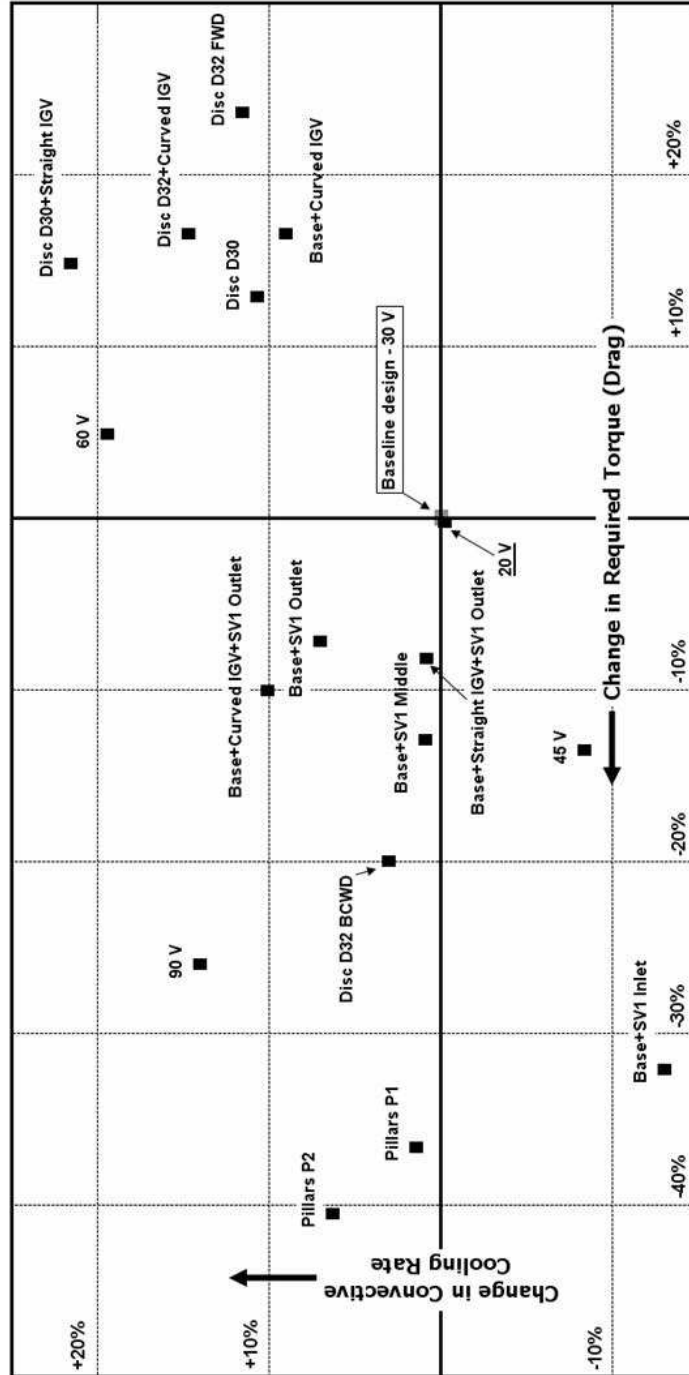 Disc D30+Straight IGV
Disc D32+Curved IGV
Disc D32 FWD
Disc D30
Base+Curved IGV
+20%
+10%
60 V
Baseline design - 30 V
20 V
Change in Required Torque (Drag)
Base+Curved IGV+SV1 Outlet
Base+SV1 Outlet
Base+SV1 Middle
Base+Straight IGV+SV1 Outlet
-10%
45 V
90 V
Disc D32 BCWD
-20%
Base+SV1 Inlet
-30%
Pillars P1
Pillars P2
-40%
Change in Convective
Cooling Rate
+20%
+10%
-10%